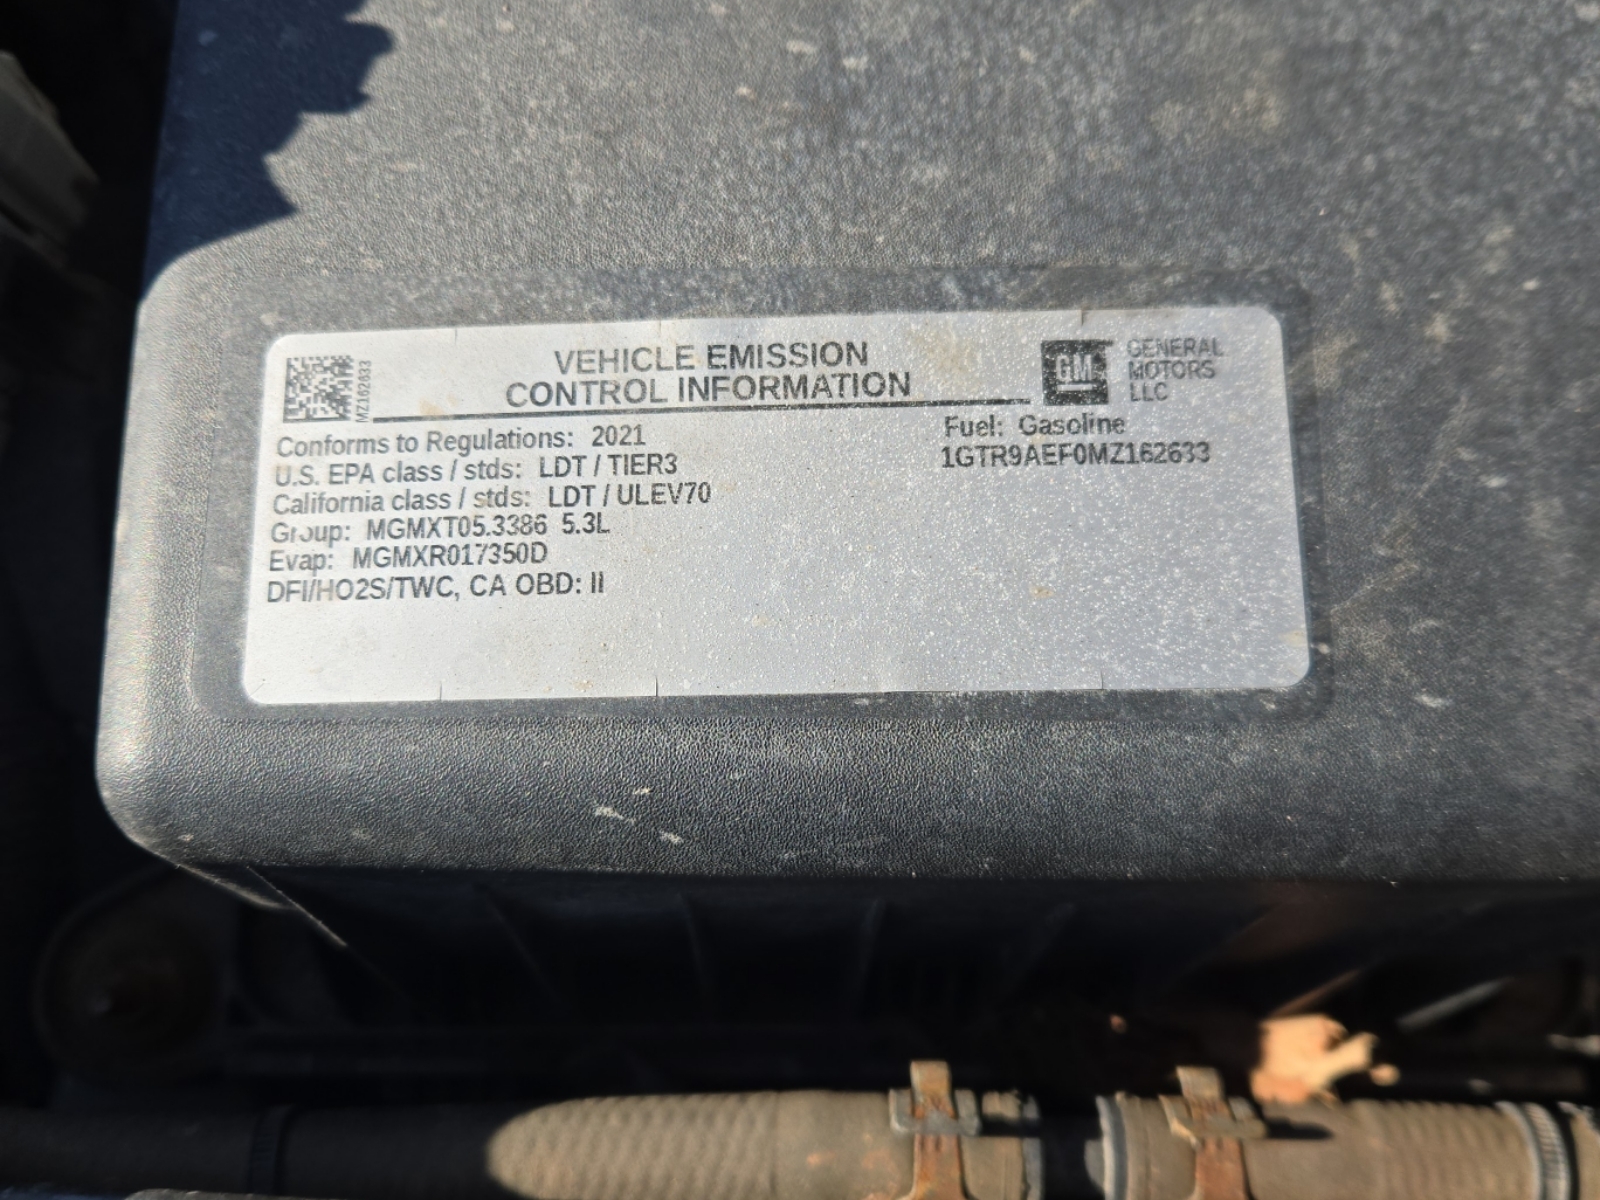 MZ162633
VEHICLE EMISSION
CONTROL INFORMATION
GM
GENERAL
MOTORS
LLC
Conforms to Regulations: 2021
U.S. EPA class / stds: LDT / TIER3
California class / stds: LDT / ULEV70
Group: MGMXT05.3386 5.3L
Evap: MGMXR017350D
DFI/HO2S/TWC, CA OBD: II
Fuel: Gasoline
1GTR9AEF0MZ162633